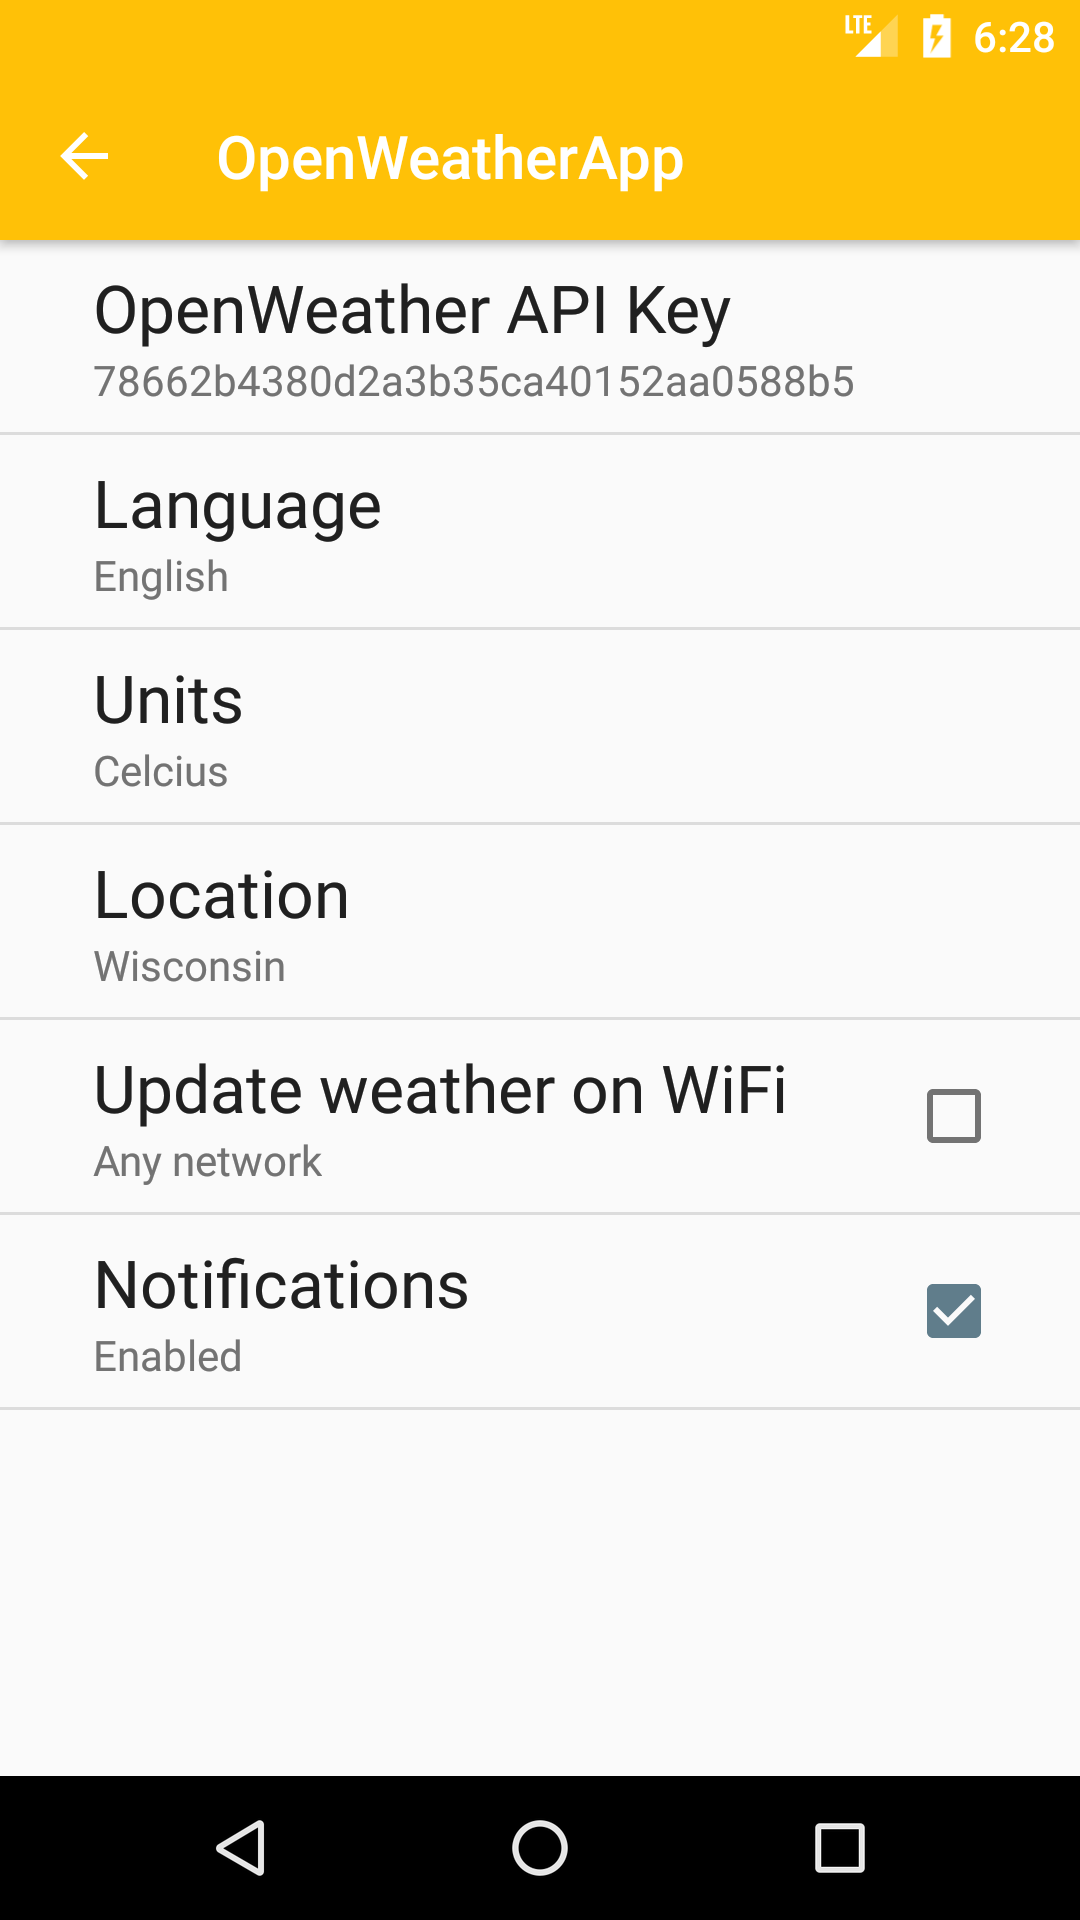 LTE 6:28
OpenWeatherApp
OpenWeather API Key
78662b4380d2a3b35ca40152aa0588b5
Language
English
Units
Celcius
Location
Wisconsin
Update weather on WiFi
Any network
Notifications
Enabled